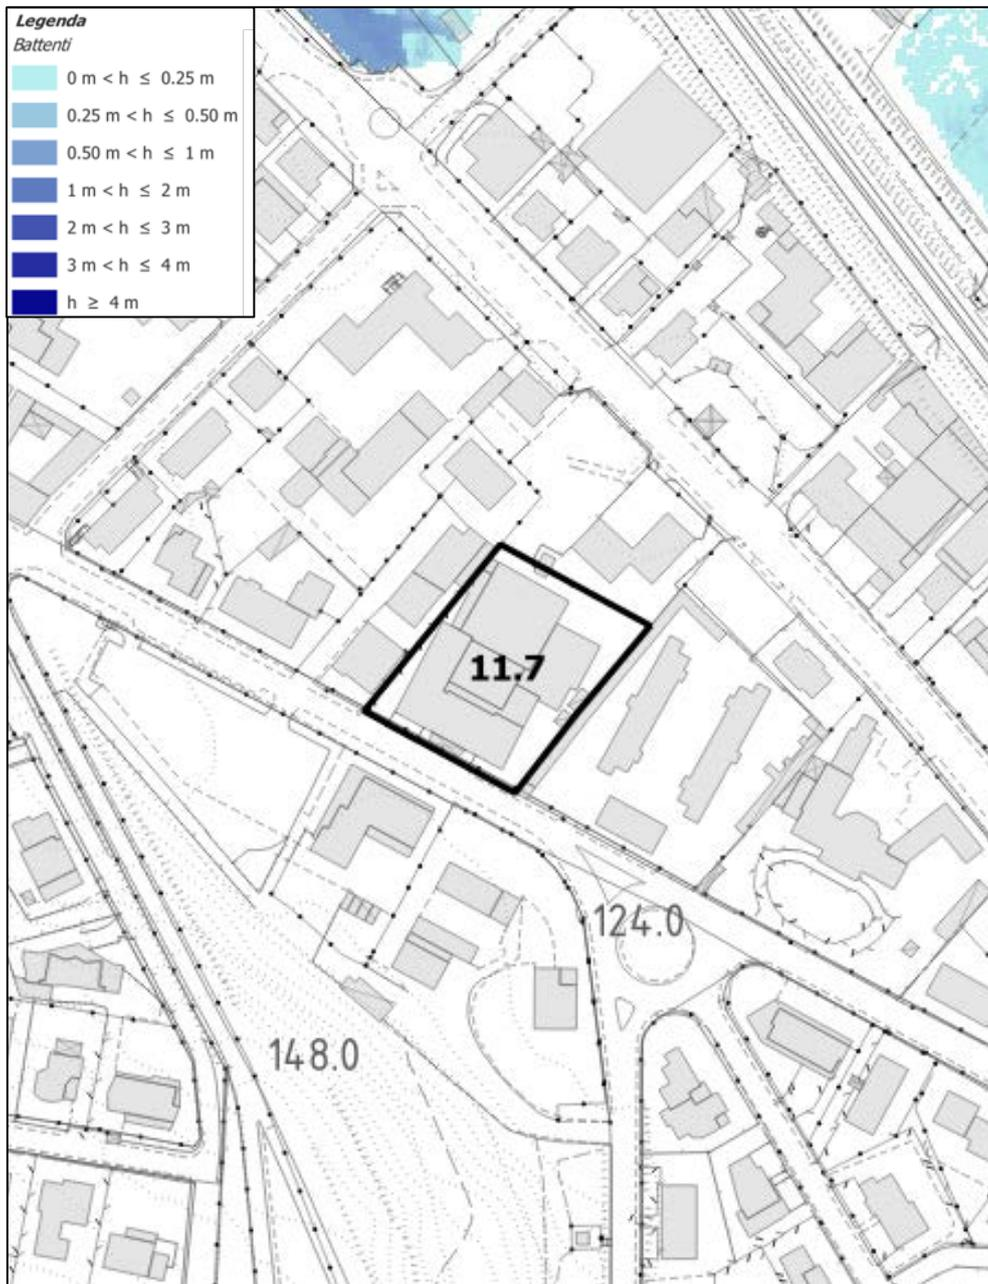 Legenda
Battenti
0 m < h ≤ 0.25 m
0.25 m < h ≤ 0.50 m
0.50 m < h ≤ 1 m
1 m < h ≤ 2 m
2 m < h ≤ 3 m
3 m < h ≤ 4 m
h ≥ 4 m
11.7
124.0
148.0